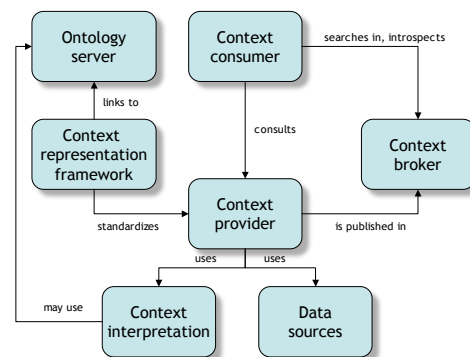 Ontology
server
Context
consumer
searches in, introspects
links to
consults
Context
representation
framework
Context
broker
Context
provider
standardizes
is published in
uses
uses
may use
Context
interpretation
Data
sources